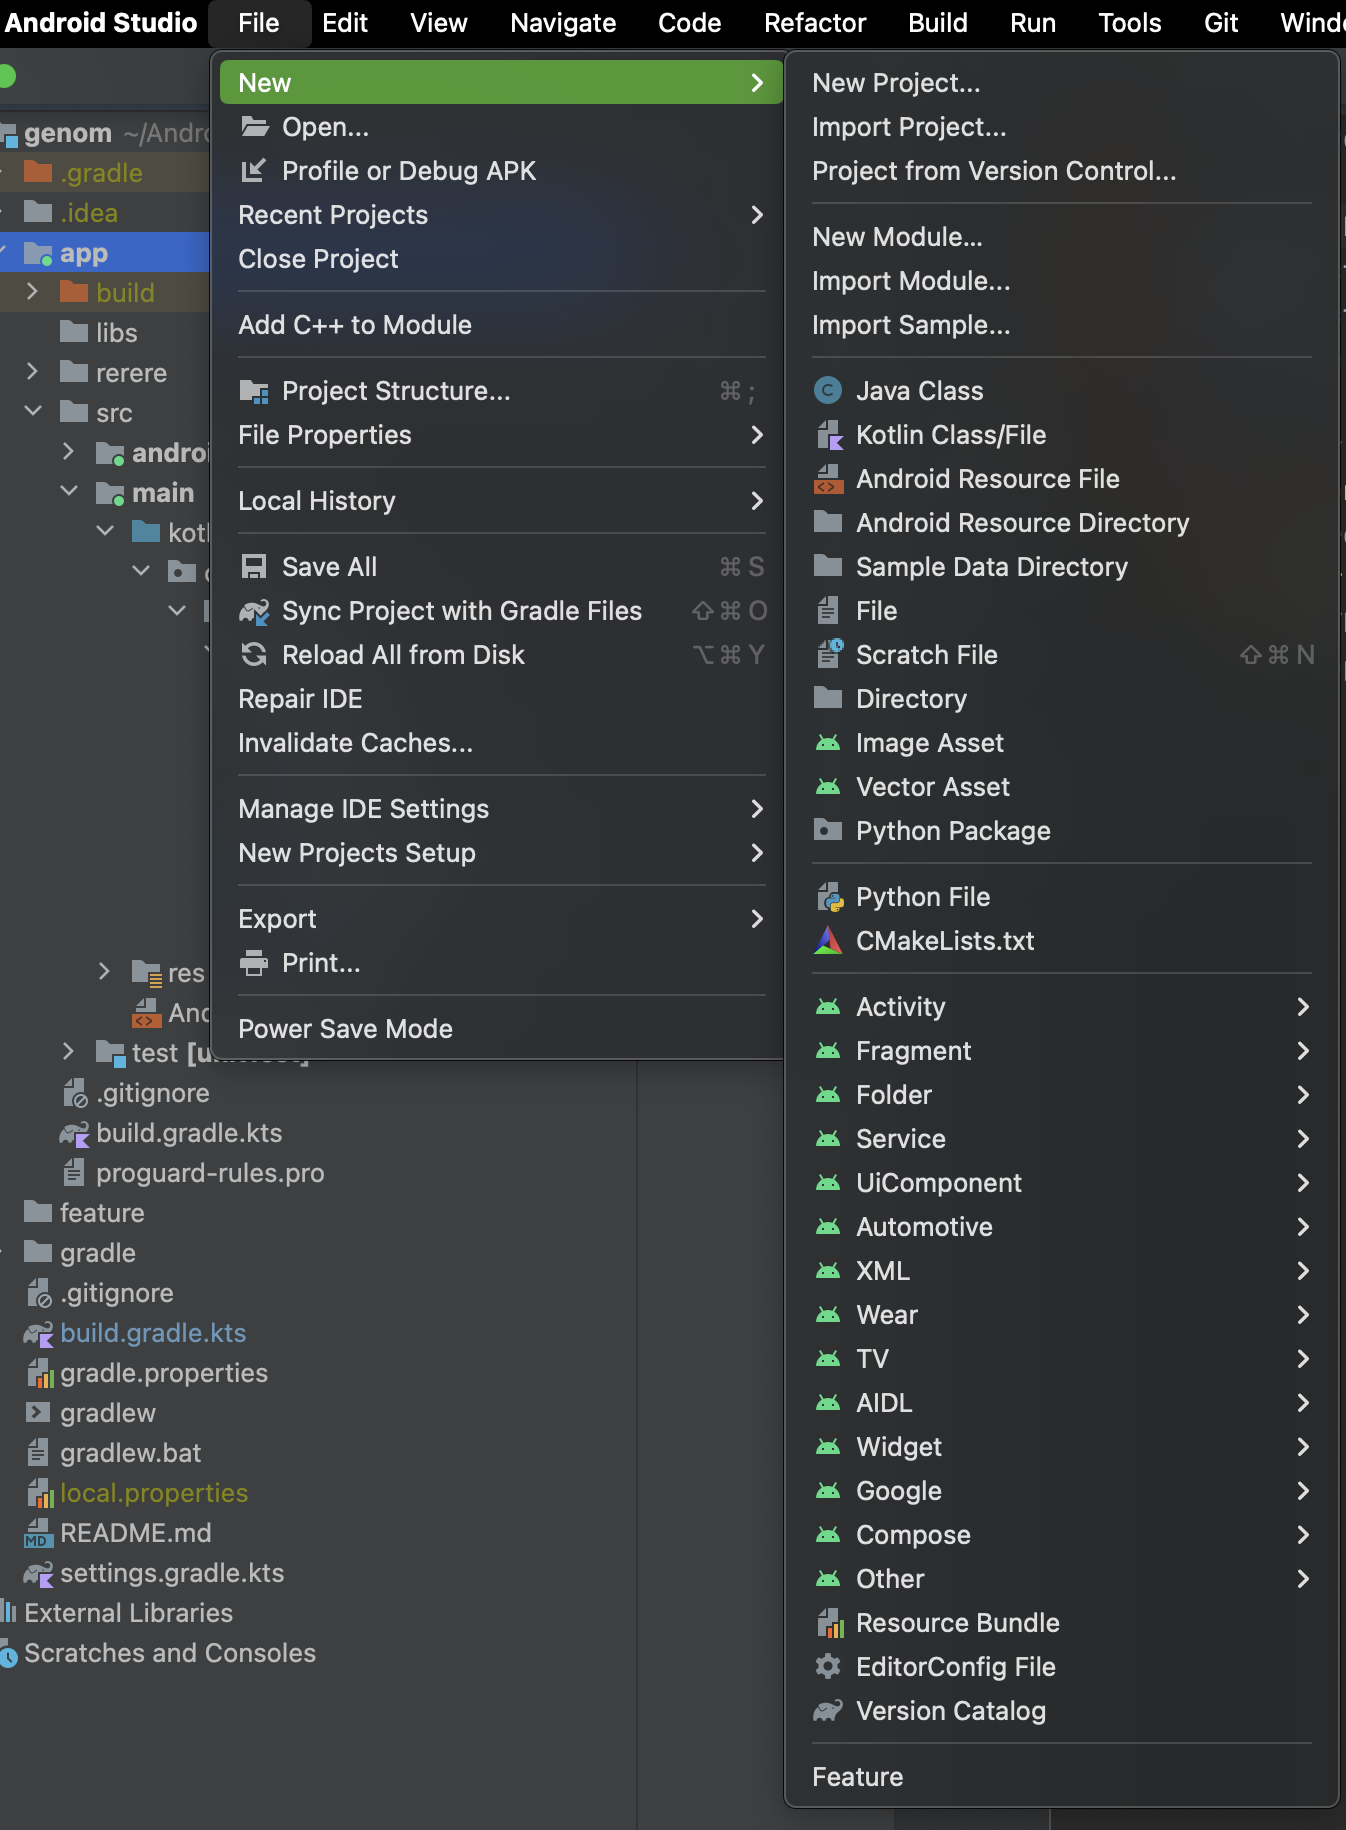 Android Studio File Edit View Navigate Code Refactor Build Run Tools Git
genom
.gradle
.idea
app
build
libs
rerere
src
main
res
test
.gitignore
build.gradle.kts
proguard-rules.pro
feature
gradle
.gitignore
build.gradle.kts
gradle.properties
gradlew
gradlew.bat
local.properties
MD README.md
settings.gradle.kts
External Libraries
Scratches and Consoles
New
Open...
Profile or Debug APK
Recent Projects
Close Project
Add C++ to Module
Project Structure... ⌘ ;
File Properties
Local History
Save All ⌘ S
Sync Project with Gradle Files ⇧ ⌘ O
Reload All from Disk ⌥ ⌘ Y
Repair IDE
Invalidate Caches...
Manage IDE Settings
New Projects Setup
Export
Print...
Power Save Mode
New Project...
Import Project...
Project from Version Control...
New Module...
Import Module...
Import Sample...
C Java Class
Kotlin Class/File
Android Resource File
Android Resource Directory
Sample Data Directory
File
Scratch File ⇧ ⌘ N
Directory
Image Asset
Vector Asset
Python Package
Python File
CMakeLists.txt
Activity
Fragment
Folder
Service
UiComponent
Automotive
XML
Wear
TV
AIDL
Widget
Google
Compose
Other
Resource Bundle
EditorConfig File
Version Catalog
Feature